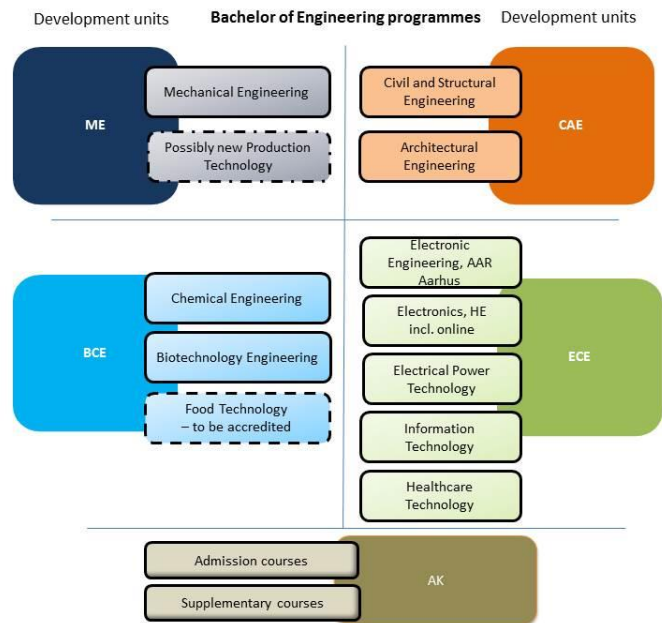 Development units
Bachelor of Engineering programmes
Development units
ME
Mechanical Engineering
Possibly new Production
Technology
Civil and Structural
Engineering
Architectural
Engineering
CAE
BCE
Chemical Engineering
Biotechnology Engineering
Food Technology
– to be accredited
Electronic
Engineering, AAR
Aarhus
Electronics, HE
incl. online
Electrical Power
Technology
Information
Technology
Healthcare
Technology
ECE
Admission courses
Supplementary courses
AK